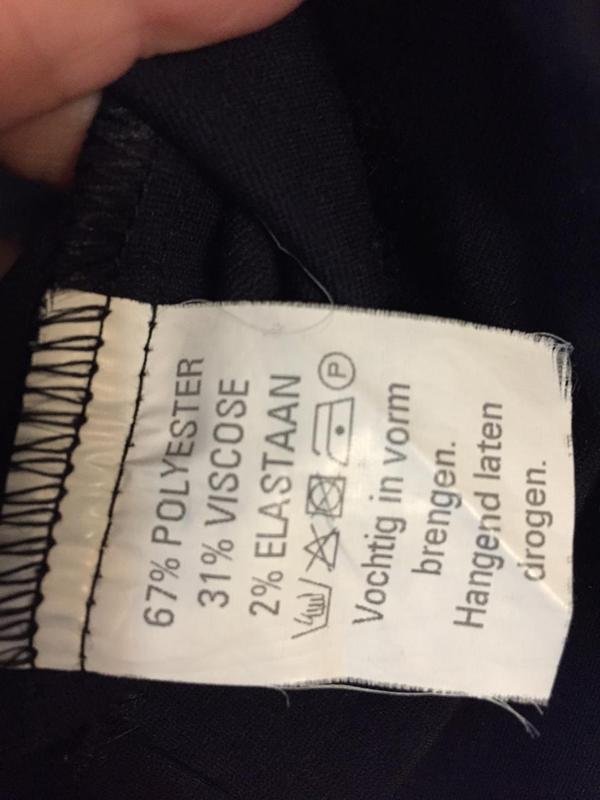 67% POLYESTER
31% VISCOSE
2% ELASTAAN
P
Vochtig in vorm
brengen.
Hangend laten
drogen.